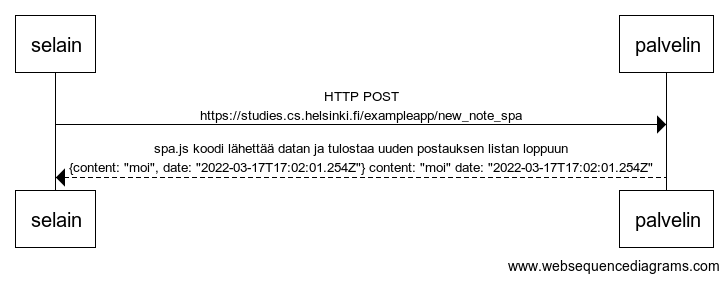 selain
palvelin
HTTP POST
https://studies.cs.helsinki.fi/exampleapp/new_note_spa
spa.js koodi lähettää datan ja tulostaa uuden postauksen listan loppuun
{content: "moi", date: "2022-03-17T17:02:01.254Z"} content: "moi" date: "2022-03-17T17:02:01.254Z"
selain
palvelin
www.websequencediagrams.com